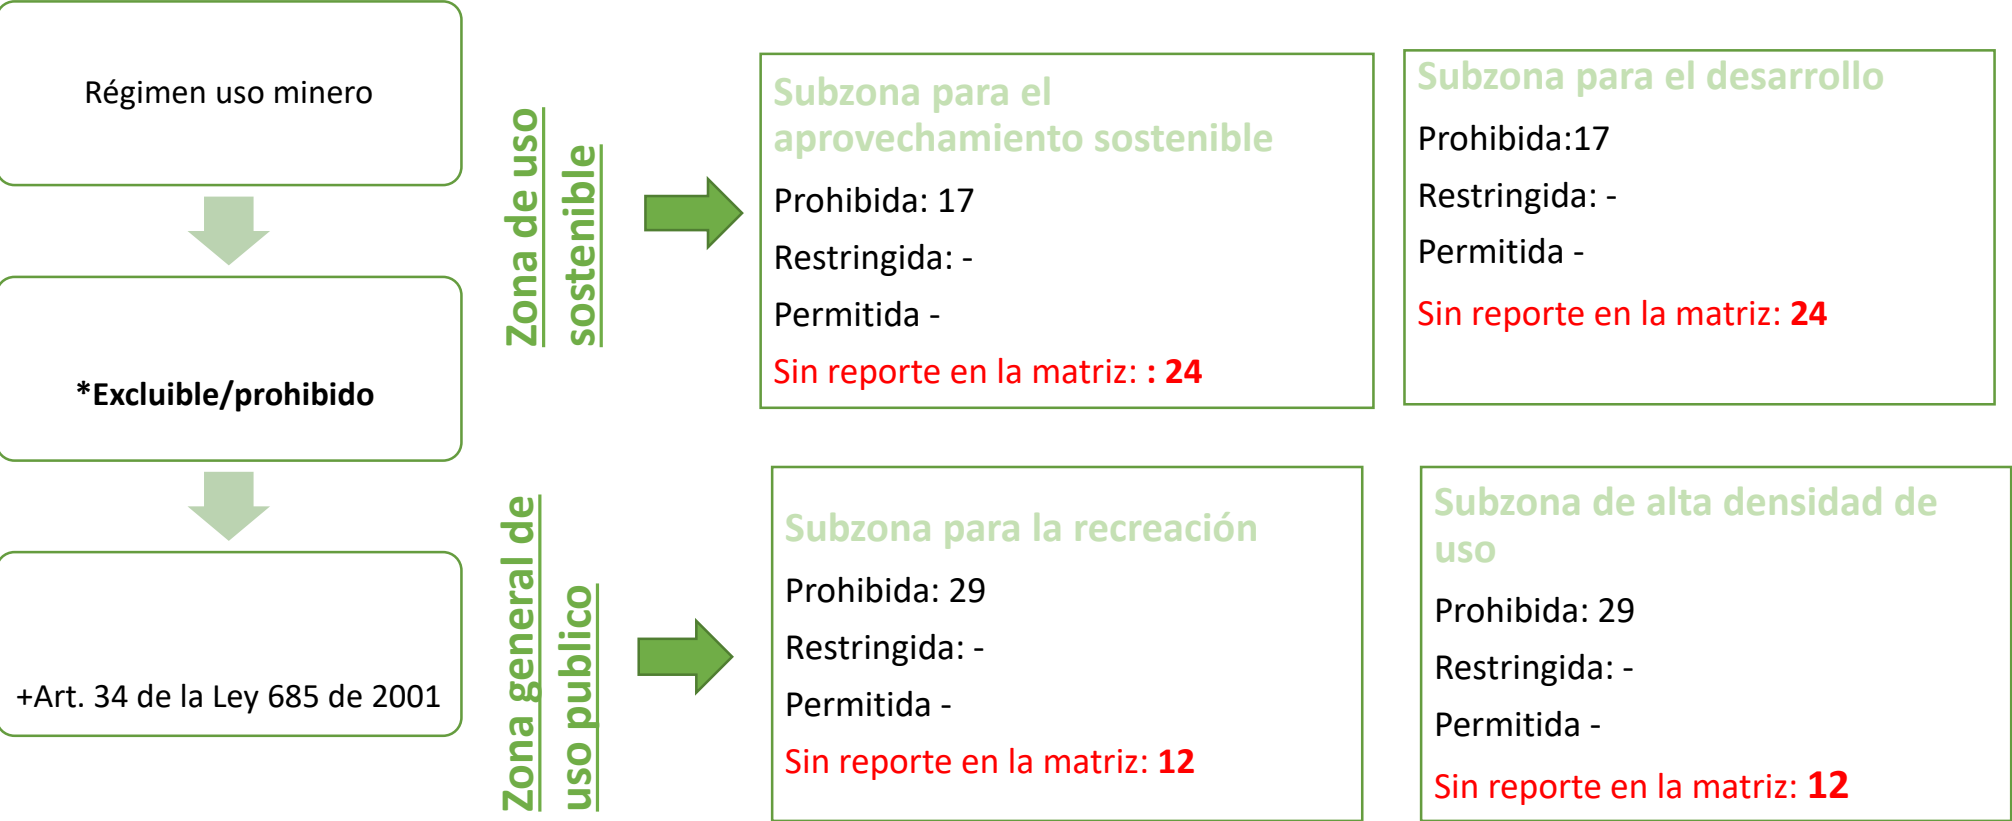 Régimen uso minero
*Excluible/prohibido
+Art. 34 de la Ley 685 de 2001
Zona de uso
sostenible
Subzona para el
aprovechamiento sostenible
Prohibida: 17
Restringida: -
Permitida -
Sin reporte en la matriz: : 24
Subzona para el desarrollo
Prohibida:17
Restringida: -
Permitida -
Sin reporte en la matriz: 24
Zona general de
uso publico
Subzona para la recreación
Prohibida: 29
Restringida: -
Permitida -
Sin reporte en la matriz: 12
Subzona de alta densidad de
uso
Prohibida: 29
Restringida: -
Permitida -
Sin reporte en la matriz: 12